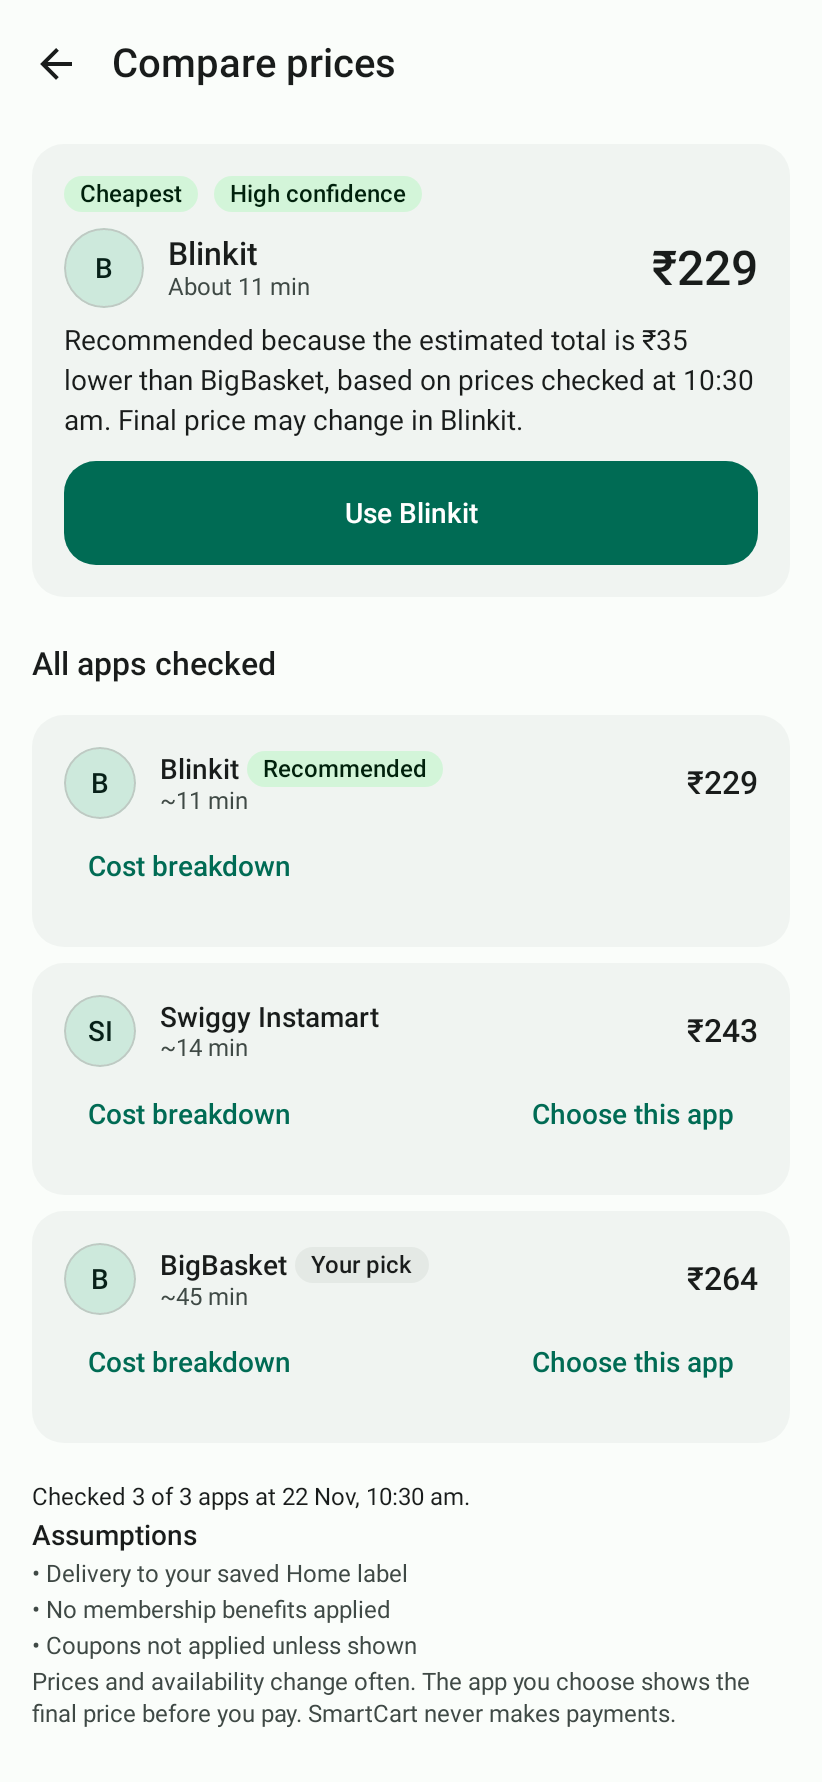 Compare prices
Cheapest High confidence
B
Blinkit
About 11 min
₹229
Recommended because the estimated total is ₹35
lower than BigBasket, based on prices checked at 10:30
am. Final price may change in Blinkit.
Use Blinkit
All apps checked
B
Blinkit Recommended
~11 min
₹229
Cost breakdown
SI
Swiggy Instamart
~14 min
₹243
Cost breakdown Choose this app
B
BigBasket Your pick
~45 min
₹264
Cost breakdown Choose this app
Checked 3 of 3 apps at 22 Nov, 10:30 am.
Assumptions
• Delivery to your saved Home label
• No membership benefits applied
• Coupons not applied unless shown
Prices and availability change often. The app you choose shows the
final price before you pay. SmartCart never makes payments.